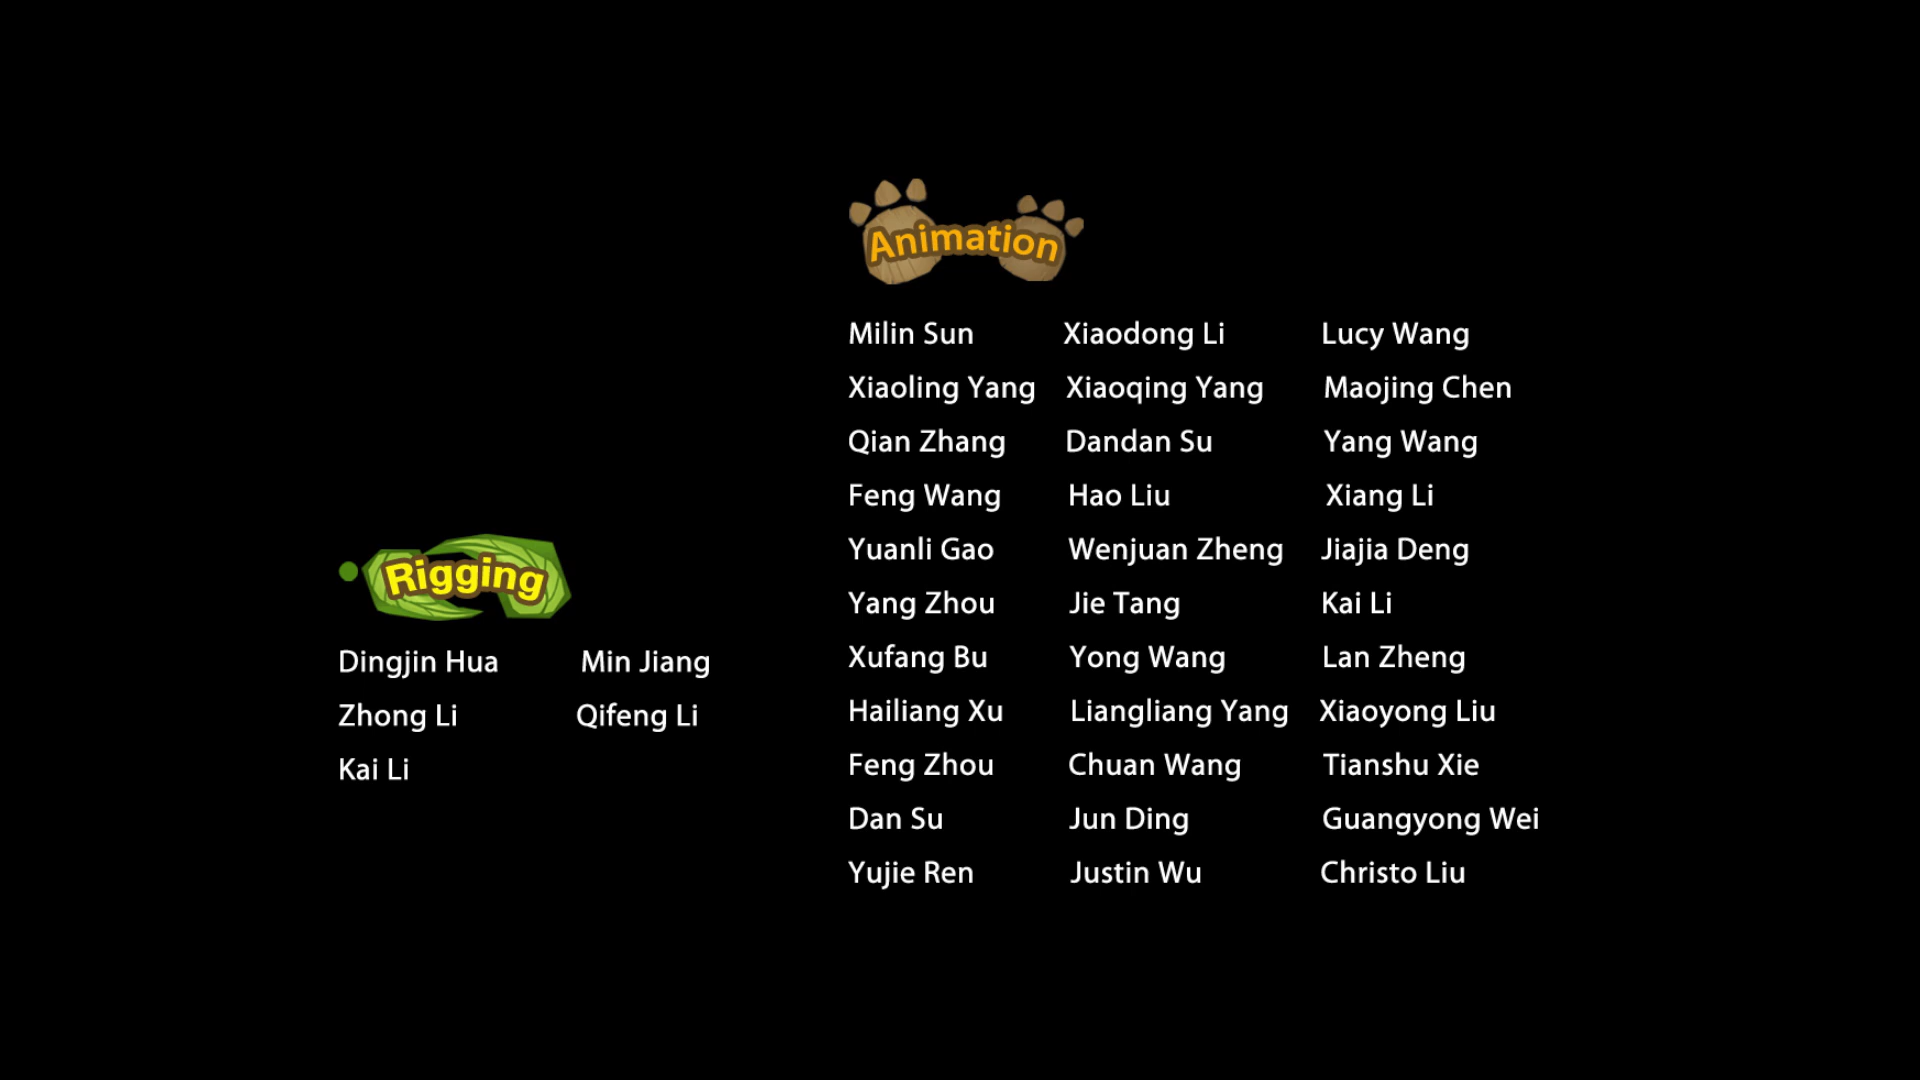 Rigging
Dingjin Hua Min Jiang
Zhong Li Qifeng Li
Kai Li
Animation
Milin Sun Xiaodong Li Lucy Wang
Xiaoling Yang Xiaoqing Yang Maojing Chen
Qian Zhang Dandan Su Yang Wang
Feng Wang Hao Liu Xiang Li
Yuanli Gao Wenjuan Zheng Jiajia Deng
Yang Zhou Jie Tang Kai Li
Xufang Bu Yong Wang Lan Zheng
Hailiang Xu Liangliang Yang Xiaoyong Liu
Feng Zhou Chuan Wang Tianshu Xie
Dan Su Jun Ding Guangyong Wei
Yujie Ren Justin Wu Christo Liu